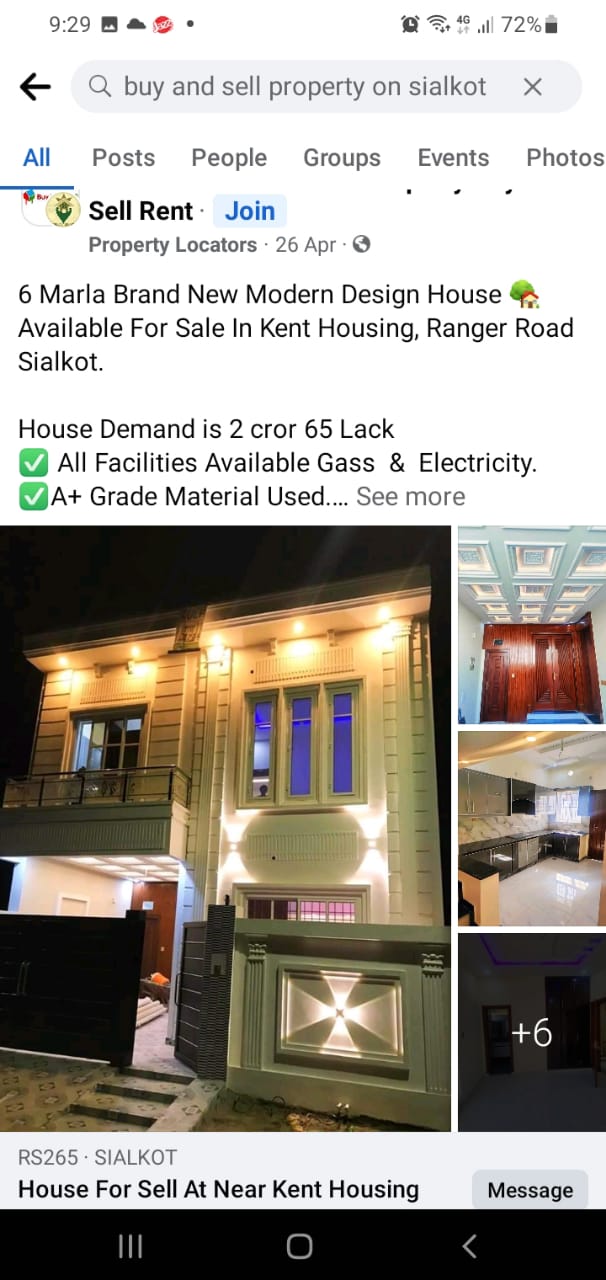 9:29
Jazz
4G
72%
buy and sell property on sialkot
All Posts People Groups Events Photos
Buy
Sell Rent · Join
Property Locators · 26 Apr ·
6 Marla Brand New Modern Design House
Available For Sale In Kent Housing, Ranger Road
Sialkot.
House Demand is 2 cror 65 Lack
✅ All Facilities Available Gass & Electricity.
✅A+ Grade Material Used.... See more
+6
RS265 · SIALKOT
House For Sell At Near Kent Housing
Message